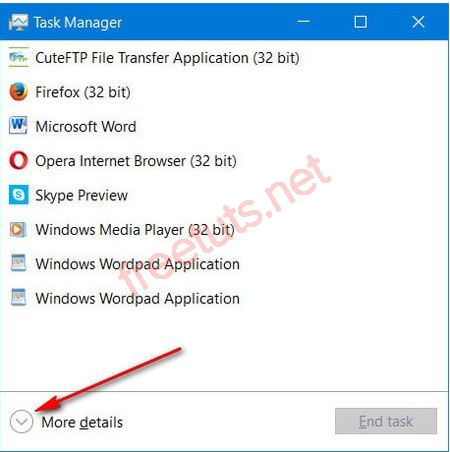 Task Manager
CuteFTP File Transfer Application (32 bit)
Firefox (32 bit)
Microsoft Word
Opera Internet Browser (32 bit)
Skype Preview
Windows Media Player (32 bit)
Windows Wordpad Application
Windows Wordpad Application
freetuts.net
More details
End task